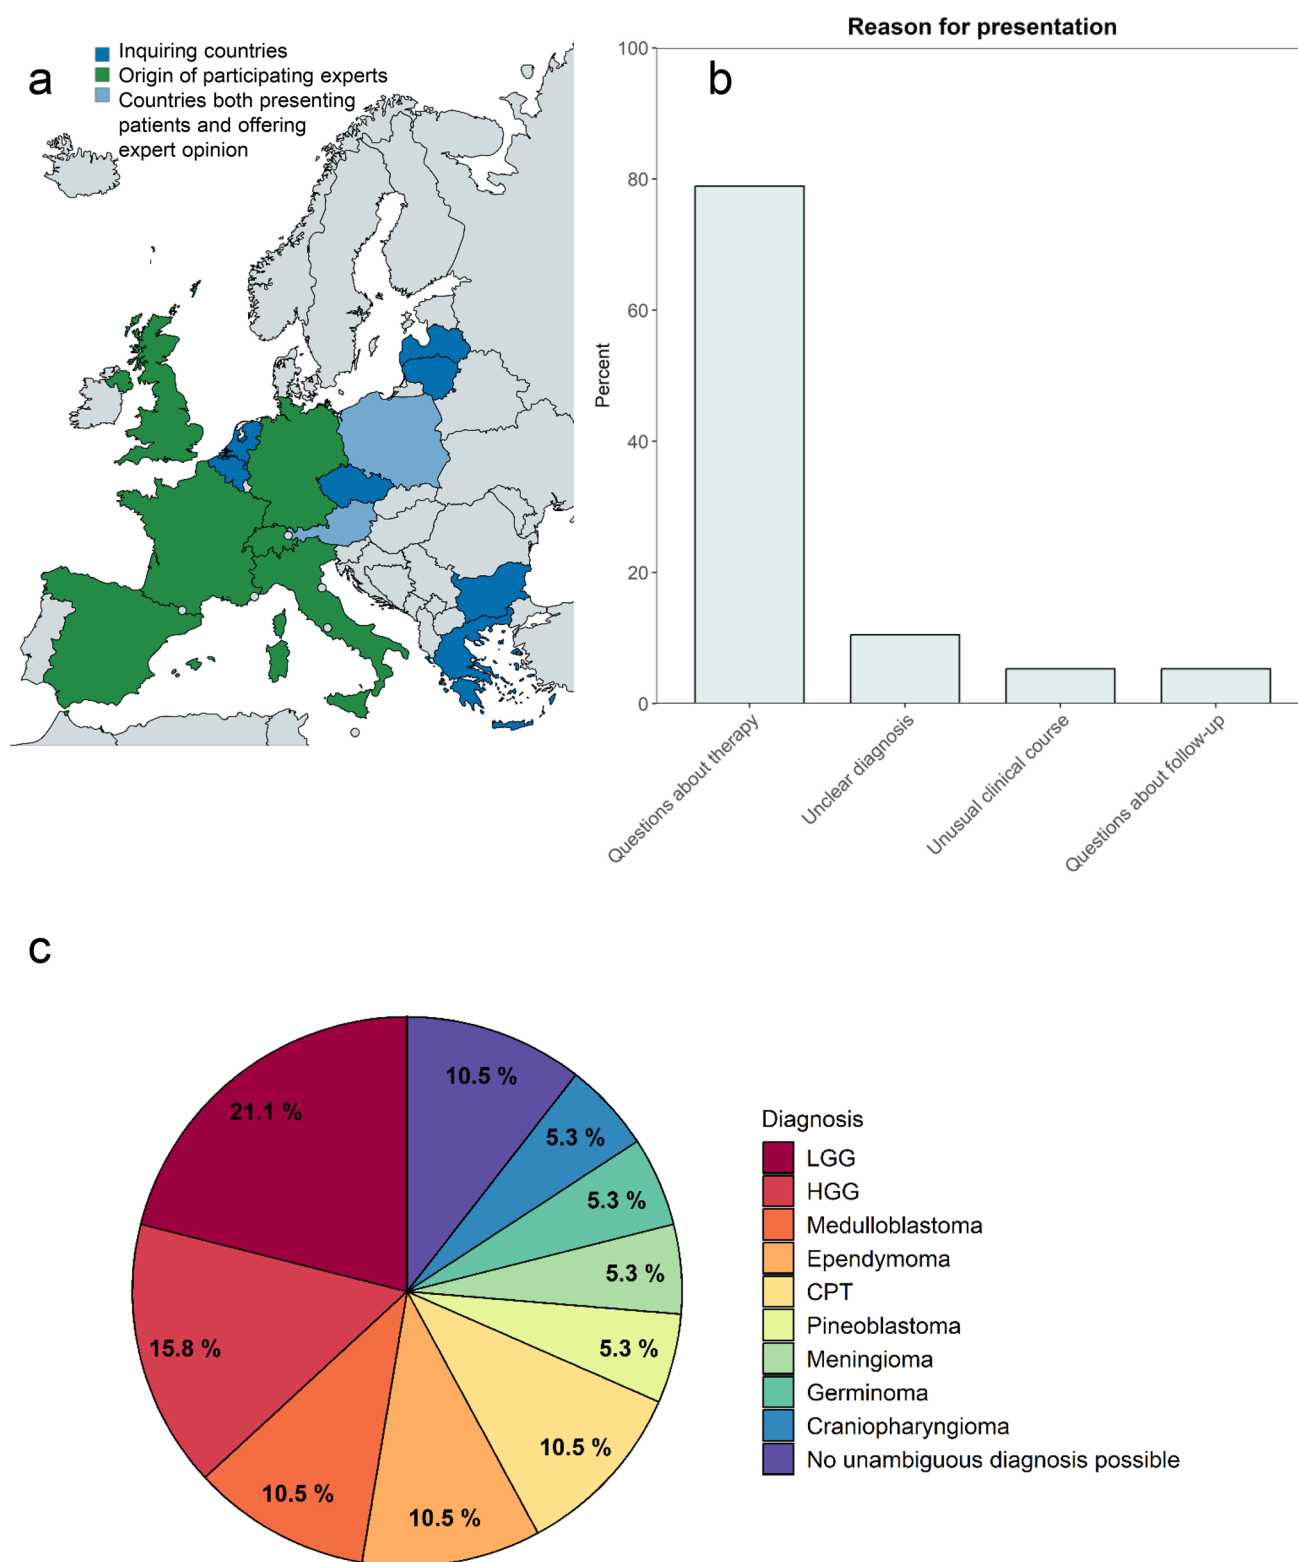 a
Inquiring countries
Origin of participating experts
Countries both presenting
patients and offering
expert opinion
Reason for presentation
b
Percent
100
80
60
40
20
0
Questions about therapy
Unclear diagnosis
Unusual clinical course
Questions about follow-up
c
10.5 %
5.3 %
5.3 %
5.3 %
5.3 %
10.5 %
10.5 %
10.5 %
15.8 %
21.1 %
Diagnosis
LGG
HGG
Medulloblastoma
Ependymoma
CPT
Pineoblastoma
Meningioma
Germinoma
Craniopharyngioma
No unambiguous diagnosis possible